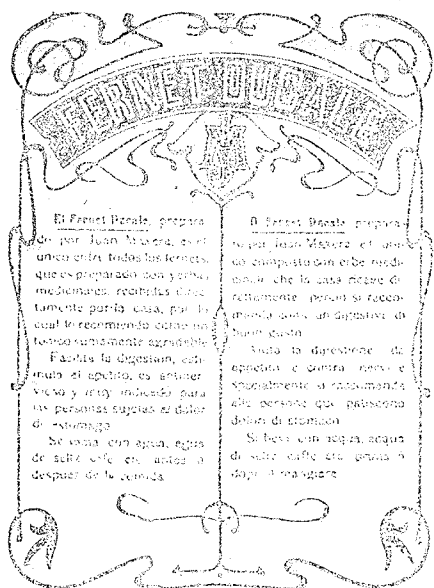 FERNET DUCALE
El Fernet Ducale, prepara-
do por Juan Maxera, es el
único entre todos los fernets,
que es preparado con yerbas
medicinales, recibidas direc-
tamente por la casa, por lo
cual lo recomiendo como un
tónico sumamente agradable
Facilita la digestión, esti-
mula el apetito, es antiner-
vioso y muy indicado para
las personas sujetas al dolor
de estómago
Se toma con agua, agua
de seltz café etc. antes o
después de la comida.
Il Fernet Ducale prepara-
to per Juan Maxera è l' uni-
co composto con erbe medi-
cinali che la casa riceve di-
rettamente perciò si racco-
manda come un digestivo di
buon gusto
Aiuta la digestione da
appetito è contra nervi e
specialmente si raccomanda
alle persone que patiscono
dolori di stomaco
Si beve con acqua, acqua
di seltz caffè etc. prima ó
dopo il mangiare